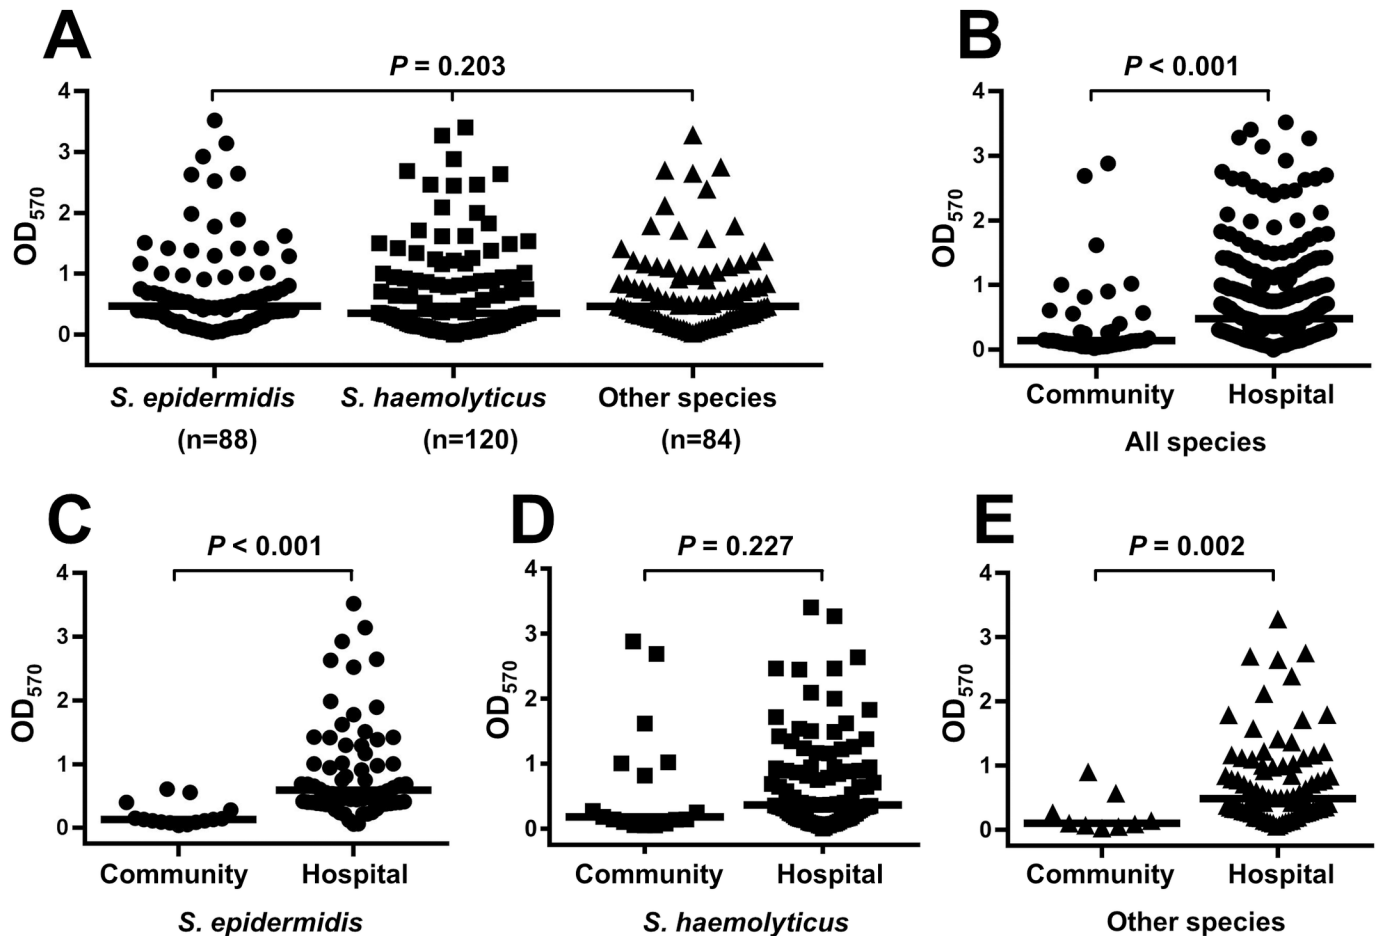 A
P = 0.203
OD570
4
3
2
1
0
S. epidermidis
S. haemolyticus
Other species
(n=88)
(n=120)
(n=84)
B
P < 0.001
OD570
4
3
2
1
0
Community
Hospital
All species
C
P < 0.001
OD570
4
3
2
1
0
Community
Hospital
S. epidermidis
D
P = 0.227
OD570
4
3
2
1
0
Community
Hospital
S. haemolyticus
E
P = 0.002
OD570
4
3
2
1
0
Community
Hospital
Other species